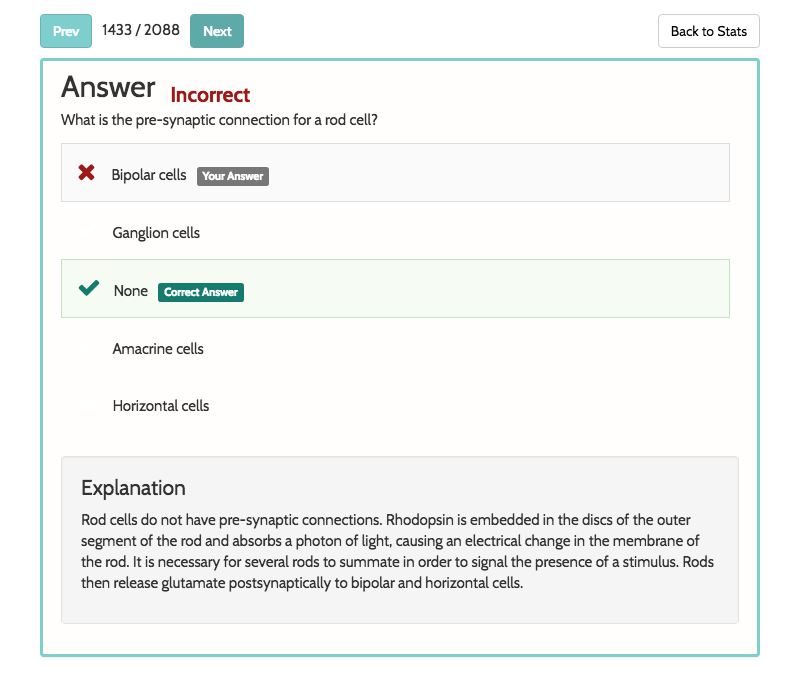 Prev 1433 / 2088 Next Back to Stats
Answer Incorrect
What is the pre-synaptic connection for a rod cell?
Bipolar cells Your Answer
Ganglion cells
None Correct Answer
Amacrine cells
Horizontal cells
Explanation
Rod cells do not have pre-synaptic connections. Rhodopsin is embedded in the discs of the outer
segment of the rod and absorbs a photon of light, causing an electrical change in the membrane of
the rod. It is necessary for several rods to summate in order to signal the presence of a stimulus. Rods
then release glutamate postsynaptically to bipolar and horizontal cells.